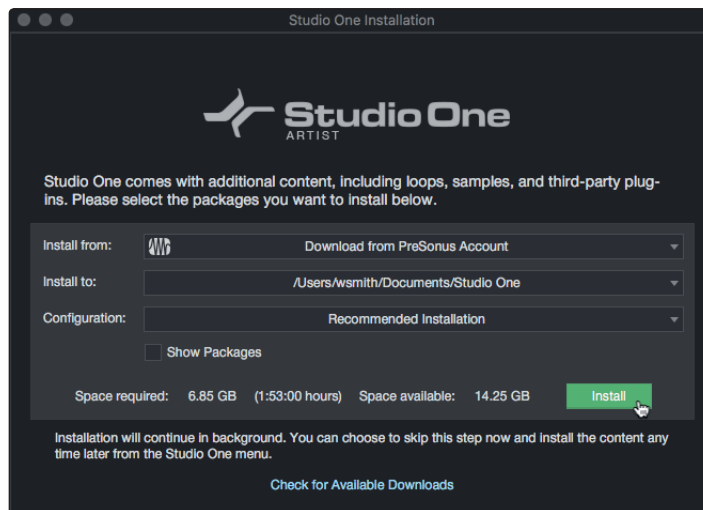 Studio One Installation
Studio One
ARTIST
Studio One comes with additional content, including loops, samples, and third-party plug-
ins. Please select the packages you want to install below.
Install from: Download from PreSonus Account
Install to: /Users/wsmith/Documents/Studio One
Configuration: Recommended Installation
Show Packages
Space required: 6.85 GB (1:53:00 hours) Space available: 14.25 GB Install
Installation will continue in background. You can choose to skip this step now and install the content any
time later from the Studio One menu.
Check for Available Downloads